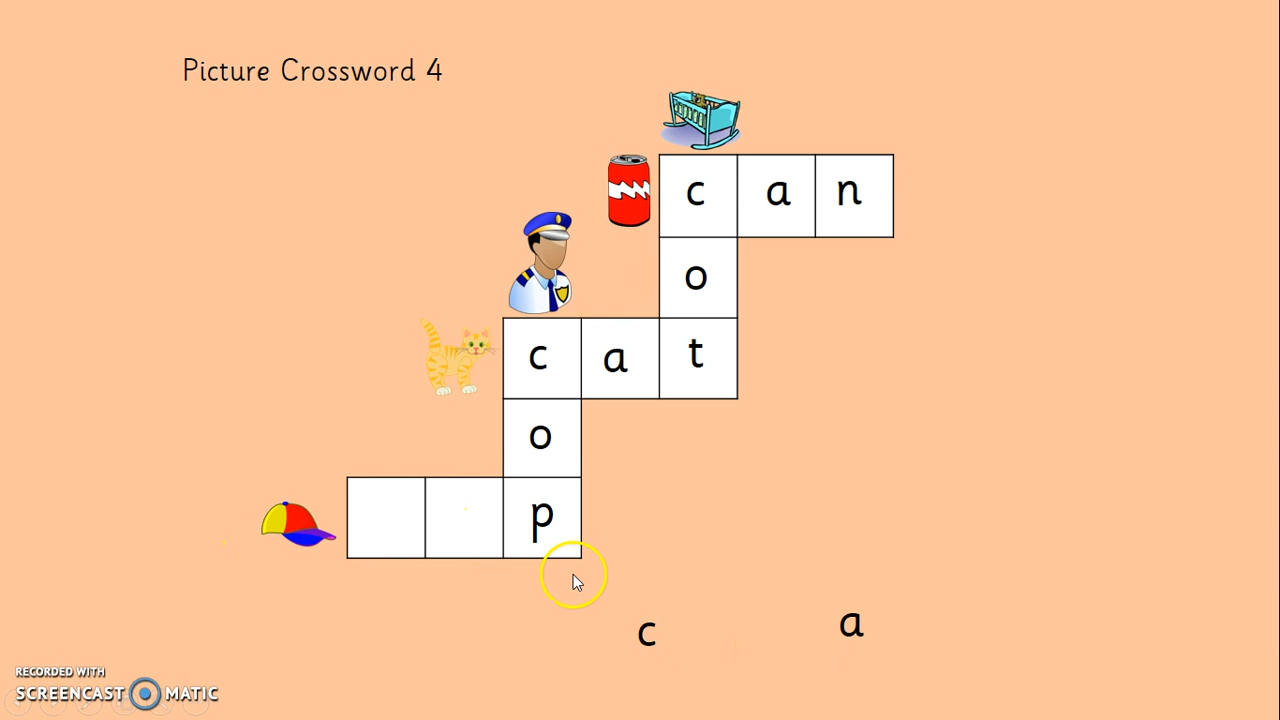 Picture Crossword 4
c a n
o
c a t
o
p
c a
RECORDED WITH
SCREENCAST MATIC